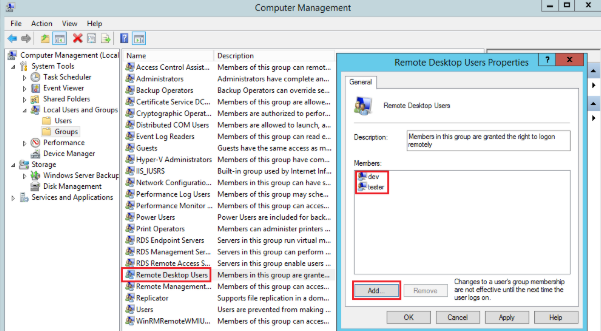 Computer Management
File Action View Help
Computer Management (Local
System Tools
Task Scheduler
Event Viewer
Shared Folders
Local Users and Groups
Users
Groups
Performance
Device Manager
Storage
Windows Server Backup
Disk Management
Services and Applications
Name Description
Access Control Assist... Members of this group can remot...
Administrators Administrators have complete an...
Backup Operators Backup Operators can override se...
Certificate Service DC... Members of this group are allowe...
Cryptographic Operat... Members are authorized to perfor...
Distributed COM Users Members are allowed to launch, a...
Event Log Readers Members of this group can read e...
Guests Guests have the same access as m...
Hyper-V Administrators Members of this group have com...
IIS_IUSRS Built-in group used by Internet Inf...
Network Configuratio... Members in this group can have s...
Performance Log Users Members of this group may sche...
Performance Monitor ... Members of this group can acces...
Power Users Power Users are included for back...
Print Operators Members can administer printers ...
RDS Endpoint Servers Servers in this group run virtual m...
RDS Management Ser... Servers in this group can perform ...
RDS Remote Access S... Servers in this group enable users ...
Remote Desktop Users Members in this group are grante...
Remote Management... Members of this group can acces...
Replicator Supports file replication in a dom...
Users Users are prevented from making ...
WinRMRemoteWMIU... Members of this group can acces...
Remote Desktop Users Properties
? x
General
Remote Desktop Users
Description: Members in this group are granted the right to logon
remotely
Members:
dev
tester
Add... Remove
Changes to a user's group membership
are not effective until the next time the
user logs on.
OK Cancel Apply Help